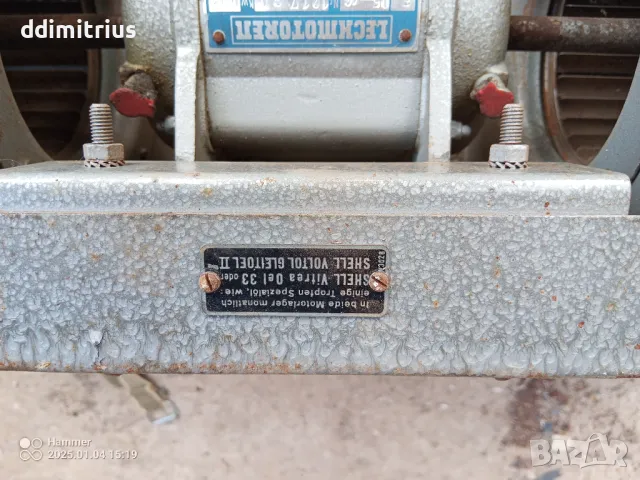 ddimitrius
LECKMOTOREN
In beide Motorlager monatlich
einige Tropfen Spezialöl, wie:
SHELL Vitrea Oel 33 oder
SHELL VOLTOL GLEITOEL II
Hammer
2025.01.04 15:19
BAZAR